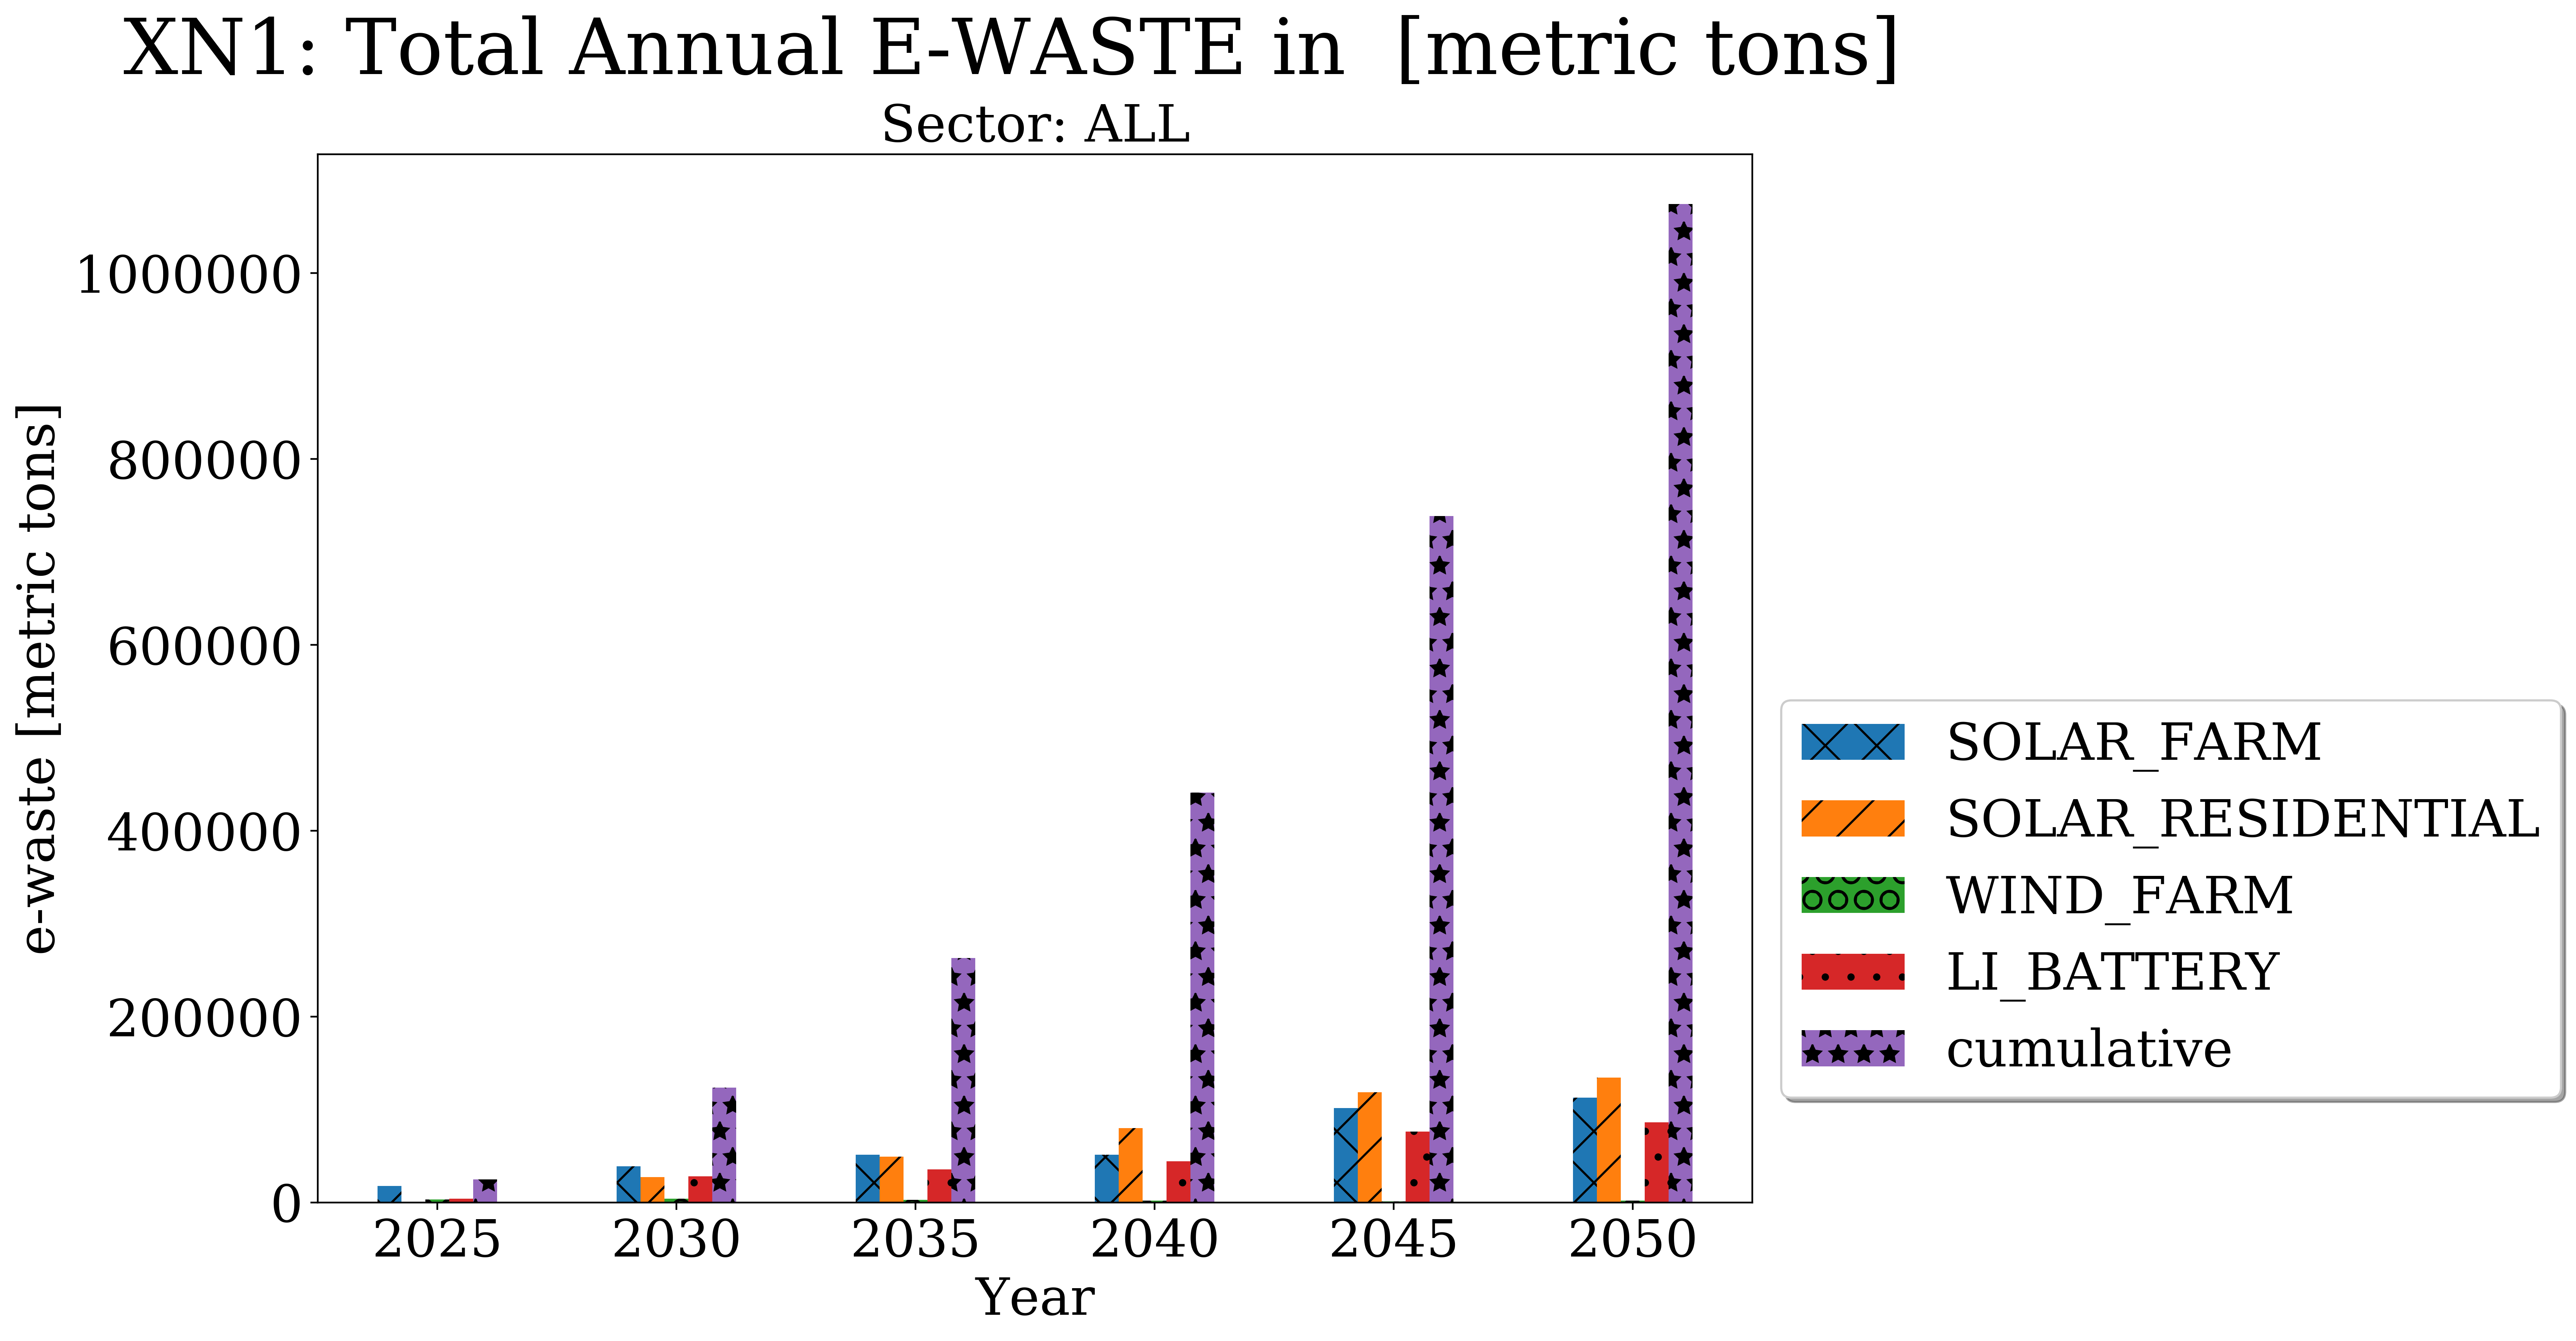 XN1: Total Annual E-WASTE in  [metric tons]
Sector: ALL
e-waste [metric tons]
1000000
800000
600000
400000
200000
0
2025 2030 2035 2040 2045 2050
Year
SOLAR_FARM
SOLAR_RESIDENTIAL
WIND_FARM
LI_BATTERY
cumulative